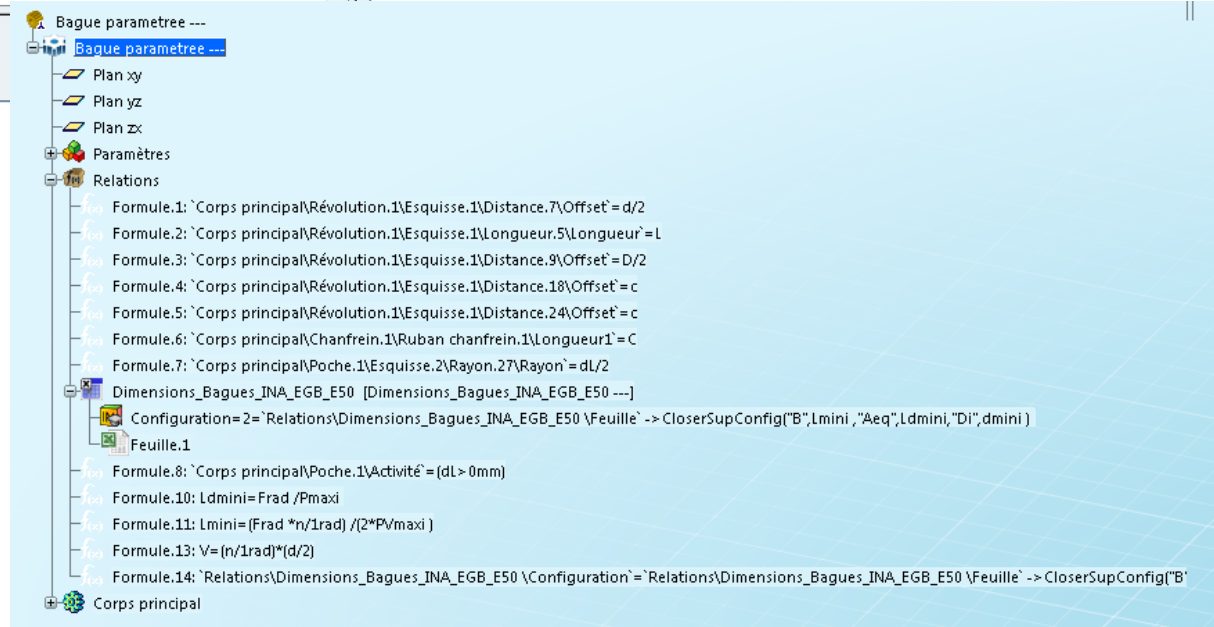 Bague parametree ---
Bague parametree ---
Plan xy
Plan yz
Plan zx
Paramètres
Relations
Formule.1: `Corps principal\Révolution.1\Esquisse.1\Distance.7\Offset`=d/2
Formule.2: `Corps principal\Révolution.1\Esquisse.1\Longueur.5\Longueur`=L
Formule.3: `Corps principal\Révolution.1\Esquisse.1\Distance.9\Offset`=D/2
Formule.4: `Corps principal\Révolution.1\Esquisse.1\Distance.18\Offset`=c
Formule.5: `Corps principal\Révolution.1\Esquisse.1\Distance.24\Offset`=c
Formule.6: `Corps principal\Chanfrein.1\Ruban chanfrein.1\Longueur1`=C
Formule.7: `Corps principal\Poche.1\Esquisse.2\Rayon.27\Rayon`=dL/2
Dimensions_Bagues_INA_EGB_E50 [Dimensions_Bagues_INA_EGB_E50 ---]
Configuration=2=`Relations\Dimensions_Bagues_INA_EGB_E50 \Feuille` ->CloserSupConfig("B",Lmini ,"Aeq",Ldmini,"Di",dmini )
Feuille.1
Formule.8: `Corps principal\Poche.1\Activité`=(dL>0mm)
Formule.10: Ldmini=Frad /Pmaxi
Formule.11: Lmini=(Frad *n/1rad) /(2*PVmaxi )
Formule.13: V=(n/1rad)*(d/2)
Formule.14: `Relations\Dimensions_Bagues_INA_EGB_E50 \Configuration`=`Relations\Dimensions_Bagues_INA_EGB_E50 \Feuille` ->CloserSupConfig("B"
Corps principal